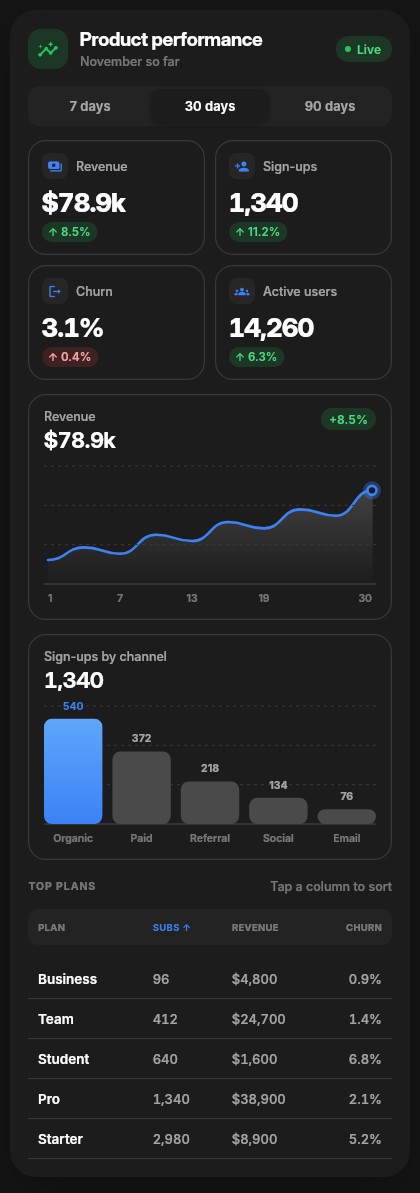 Product performance
November so far
Live
7 days 30 days 90 days
Revenue
$78.9k
↑ 8.5%
Sign-ups
1,340
↑ 11.2%
Churn
3.1%
↑ 0.4%
Active users
14,260
↑ 6.3%
Revenue
$78.9k
+8.5%
1 7 13 19 30
Sign-ups by channel
1,340
540 372 218 134 76
Organic Paid Referral Social Email
TOP PLANS Tap a column to sort
PLAN SUBS ↑ REVENUE CHURN
Business 96 $4,800 0.9%
Team 412 $24,700 1.4%
Student 640 $1,600 6.8%
Pro 1,340 $38,900 2.1%
Starter 2,980 $8,900 5.2%